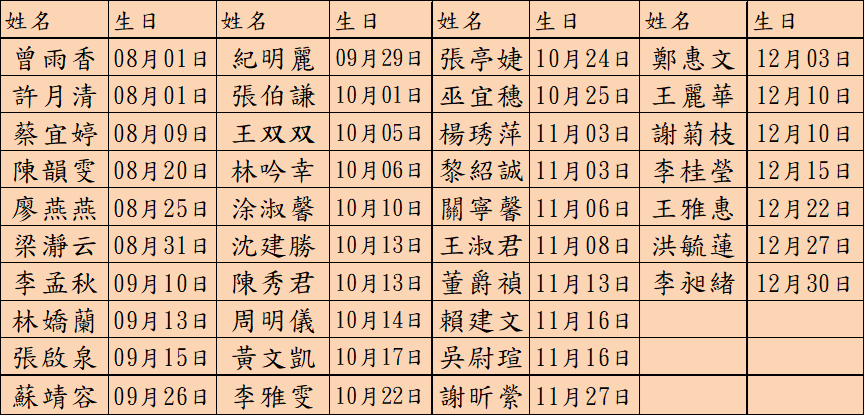 姓名 生日 姓名 生日 姓名 生日 姓名 生日
曾雨香 08月01日 紀明麗 09月29日 張亭婕 10月24日 鄭惠文 12月03日
許月清 08月01日 張伯謙 10月01日 巫宜穗 10月25日 王麗華 12月10日
蔡宜婷 08月09日 王双双 10月05日 楊琇萍 11月03日 謝菊枝 12月10日
陳韻雯 08月20日 林吟幸 10月06日 黎紹誠 11月03日 李桂瑩 12月15日
廖燕燕 08月25日 涂淑馨 10月10日 關寧馨 11月06日 王雅惠 12月22日
梁瀞云 08月31日 沈建勝 10月13日 王淑君 11月08日 洪毓蓮 12月27日
李孟秋 09月10日 陳秀君 10月13日 董爵禎 11月13日 李昶緒 12月30日
林嬌蘭 09月13日 周明儀 10月14日 賴建文 11月16日
張啟泉 09月15日 黃文凱 10月17日 吳尉瑄 11月16日
蘇靖容 09月26日 李雅雯 10月22日 謝昕縈 11月27日